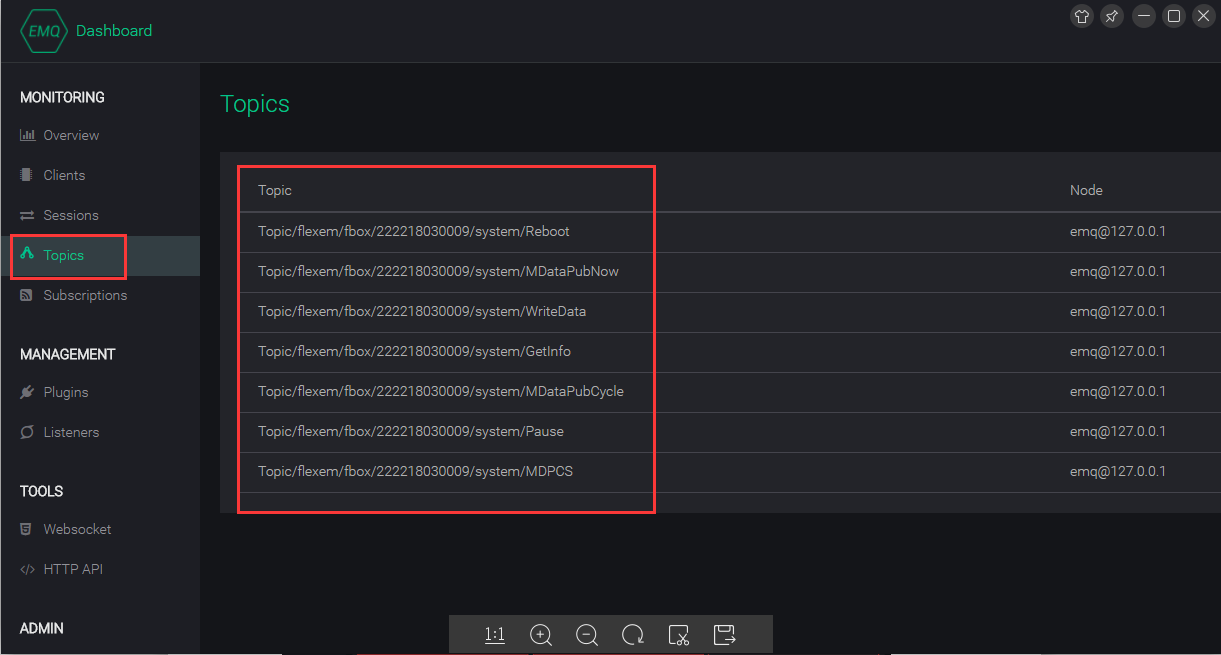 EMQ Dashboard
MONITORING
Overview
Clients
Sessions
Topics
Subscriptions
MANAGEMENT
Plugins
Listeners
TOOLS
Websocket
</> HTTP API
ADMIN
Topics
Topic Node
Topic/flexem/fbox/222218030009/system/Reboot emq@127.0.0.1
Topic/flexem/fbox/222218030009/system/MDataPubNow emq@127.0.0.1
Topic/flexem/fbox/222218030009/system/WriteData emq@127.0.0.1
Topic/flexem/fbox/222218030009/system/GetInfo emq@127.0.0.1
Topic/flexem/fbox/222218030009/system/MDataPubCycle emq@127.0.0.1
Topic/flexem/fbox/222218030009/system/Pause emq@127.0.0.1
Topic/flexem/fbox/222218030009/system/MDPCS emq@127.0.0.1
1:1